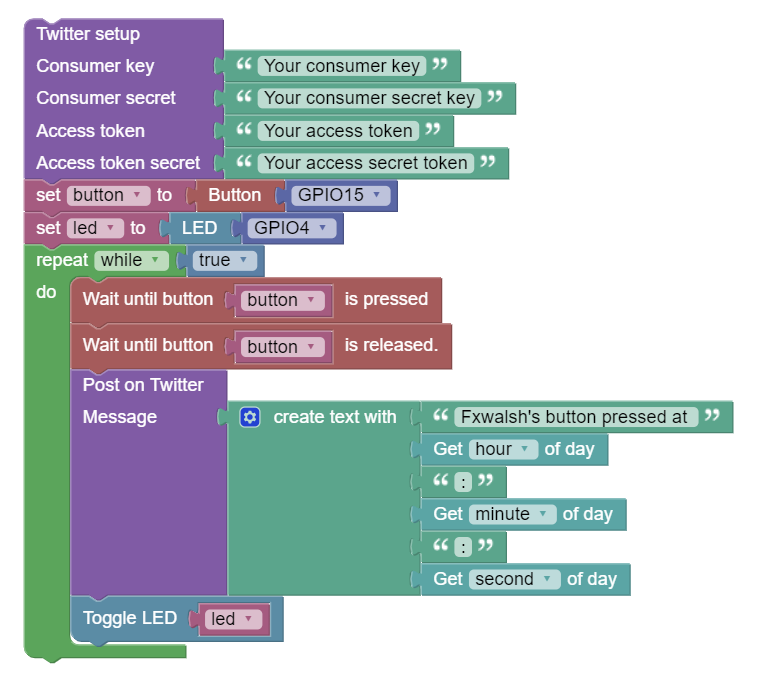 Twitter setup
Consumer key “ Your consumer key ”
Consumer secret “ Your consumer secret key ”
Access token “ Your access token ”
Access token secret “ Your access secret token ”
set button to Button GPIO15
set led to LED GPIO4
repeat while true
do
Wait until button button is pressed
Wait until button button is released.
Post on Twitter
Message create text with “ Fxwalsh's button pressed at ”
Get hour of day
“ : ”
Get minute of day
“ : ”
Get second of day
Toggle LED led